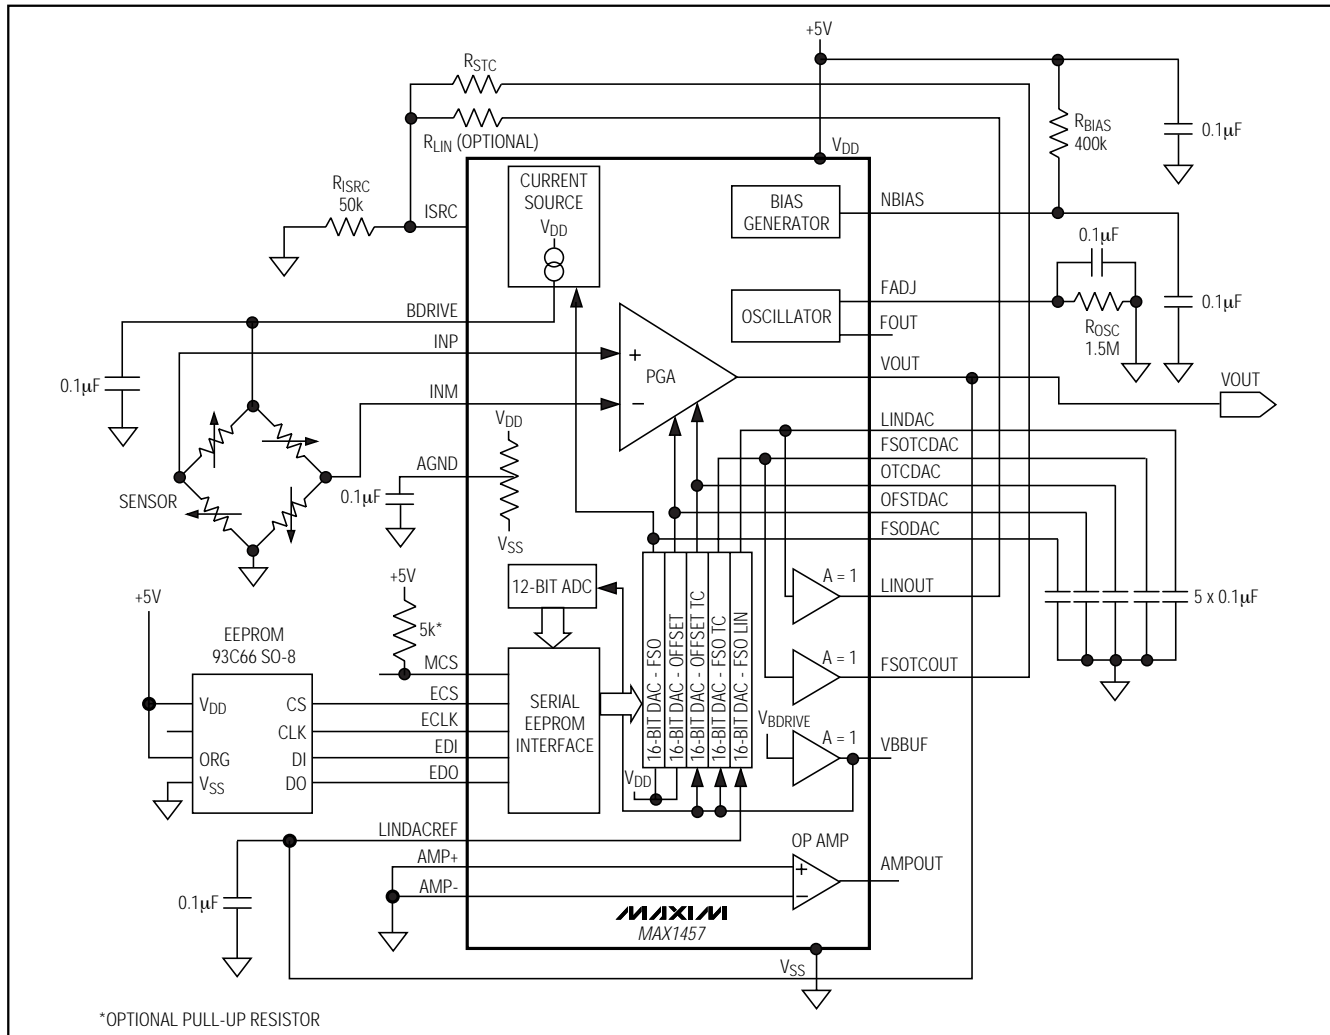 +5V
RSTC
RLIN (OPTIONAL)
RBIAS
400k
0.1µF
VDD
RISRC
50k
ISRC
CURRENT
SOURCE
VDD
BIAS
GENERATOR
NBIAS
0.1µF
BDRIVE
OSCILLATOR
FADJ
FOUT
ROSC
1.5M
0.1µF
INP
+
PGA
VOUT
VOUT
0.1µF
INM
−
VDD
LINDAC
FSOTCDAC
AGND
OTCDAC
SENSOR
0.1µF
OFSTDAC
VSS
FSODAC
+5V
+5V
12-BIT ADC
A = 1
LINOUT
5 x 0.1µF
5k*
EEPROM
93C66 SO-8
MCS
16-BIT DAC - FSO
16-BIT DAC - OFFSET
16-BIT DAC - OFFSET TC
16-BIT DAC - FSO TC
16-BIT DAC - FSO LIN
A = 1
FSOTCOUT
VDD
CS
ECS
SERIAL
EEPROM
INTERFACE
CLK
ECLK
VBDRIVE
A = 1
VBBUF
ORG
DI
EDI
VSS
DO
EDO
VDD
LINDACREF
OP AMP
AMP+
+
AMPOUT
AMP-
−
0.1µF
MAXIM
MAX1457
VSS
*OPTIONAL PULL-UP RESISTOR